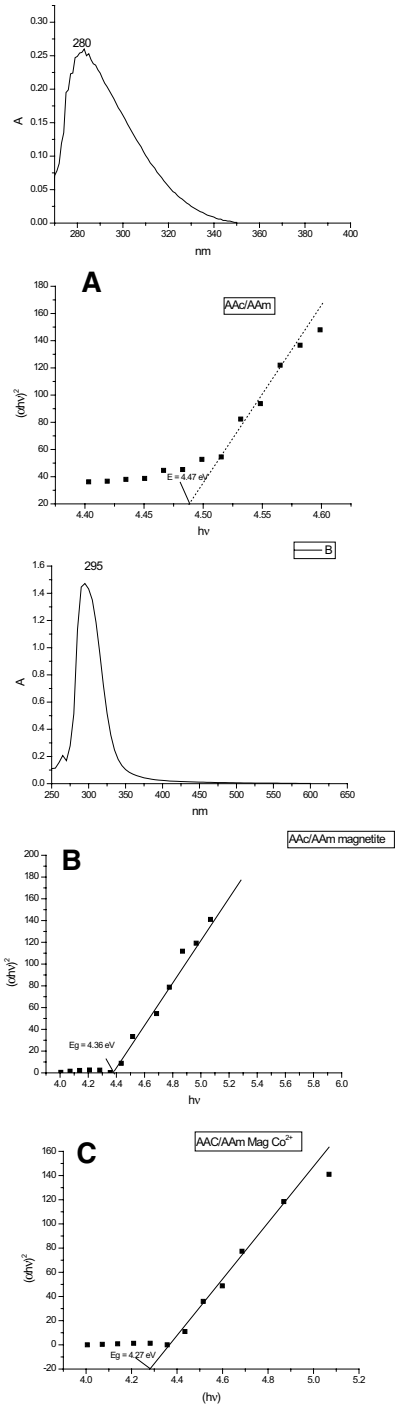 280
0.30
0.25
0.20
0.15
0.10
0.05
0.00
A
280 300 320 340 360 380 400
nm
A
AAc/AAm
180
160
140
120
100
80
60
40
20
(αhν)²
E = 4.47 eV
4.40 4.45 4.50 4.55 4.60
hν
B
295
1.6
1.4
1.2
1.0
0.8
0.6
0.4
0.2
0.0
A
250 300 350 400 450 500 550 600 650
nm
AAc/AAm magnetite
B
200
180
160
140
120
100
80
60
40
20
0
(αhν)²
Eg = 4.36 eV
4.0 4.2 4.4 4.6 4.8 5.0 5.2 5.4 5.6 5.8 6.0
hν
C
AAC/AAm Mag Co²⁺
160
140
120
100
80
60
40
20
0
-20
(αhν)²
Eg = 4.27 eV
4.0 4.2 4.4 4.6 4.8 5.0 5.2
(hν)